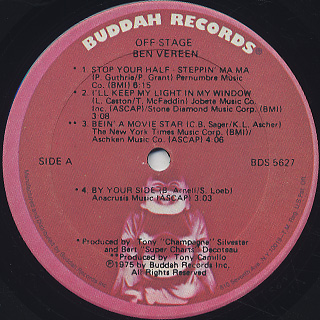 BUDDAH RECORDS®
OFF-STAGE
BEN VEREEN
* 1. STOP YOUR HALF - STEPPIN' MA MA
(P. Guthrie/P. Grant) Pernumbre Music
Co. (BMI) 6:15
* 2. I'LL KEEP MY LIGHT IN MY WINDOW
(L. Caston/T. McFaddin) Jobete Music Co.
Inc. (ASCAP)/Stone Diamond Music Corp. (BMI)
3:08
** 3. BEIN' A MOVIE STAR (C.B. Sager/K.L. Ascher)
The New York Times Music Corp. (BMI)/
Aschken Music Co. (ASCAP) 4:06
SIDE A
BDS 5627
* 4. BY YOUR SIDE (B. Arnell/S. Loeb)
Anacrusis Music (ASCAP) 3:03
* Produced by Tony "Champagne" Silvester
and Bert "Super Charts" Decoteau
**Produced by Tony Camillo
Ⓟ©1975 by Buddah Records Inc.
All Rights Reserved